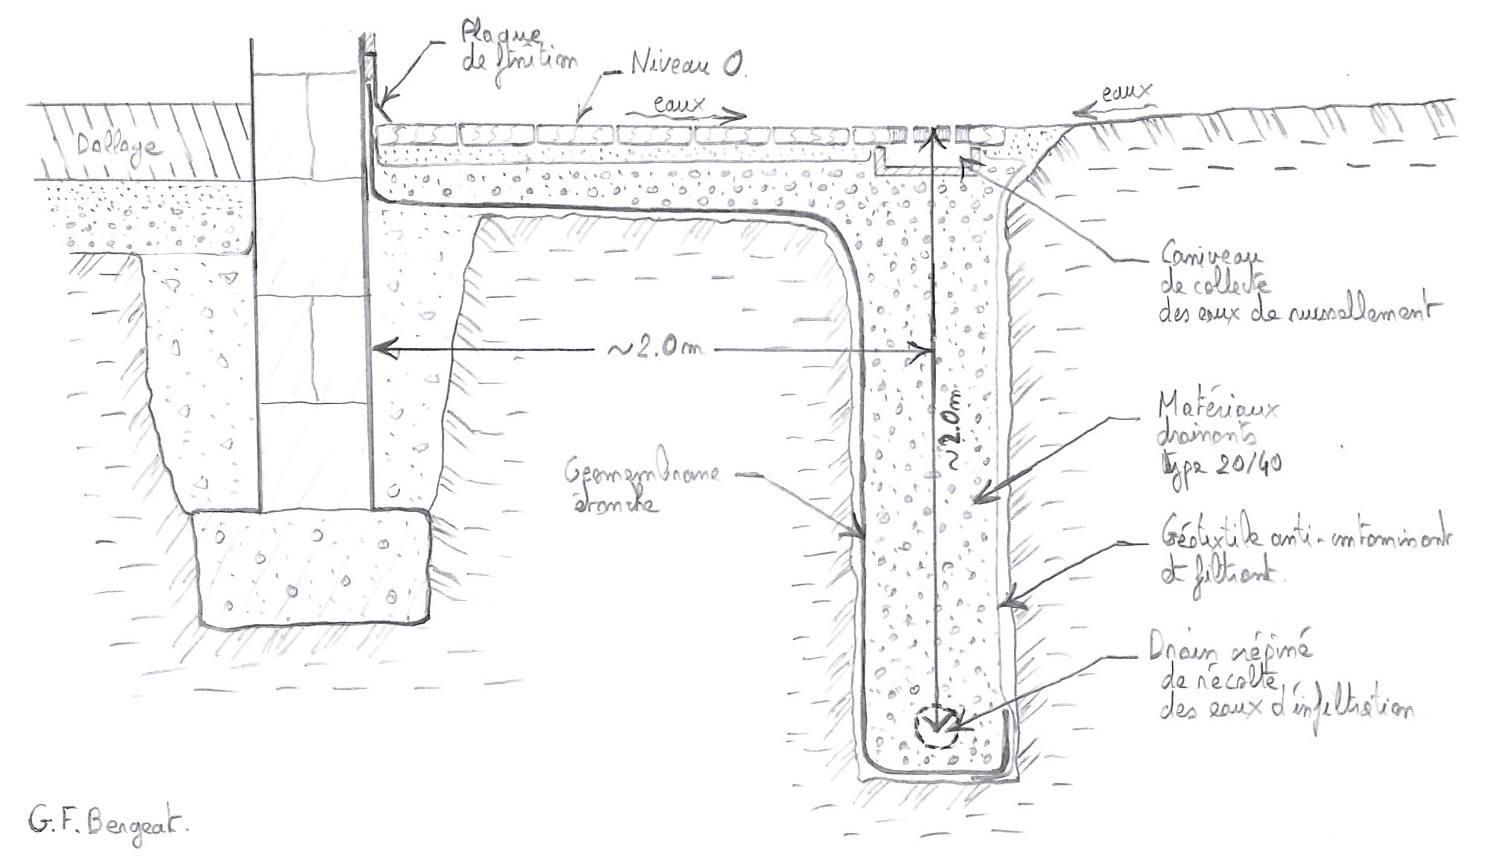 Plaque
de finition
Niveau 0.
eaux
eaux
Dallage
Caniveau
de collecte
des eaux de ruissellement
~2.0m
~2.0m
Matériaux
drainants
type 20/40
Géomembrane
étanche
Géotextile anti-contaminant
et filtrant.
Drain crépiné
de récolte
des eaux d'infiltration
G.F. Bengeat.